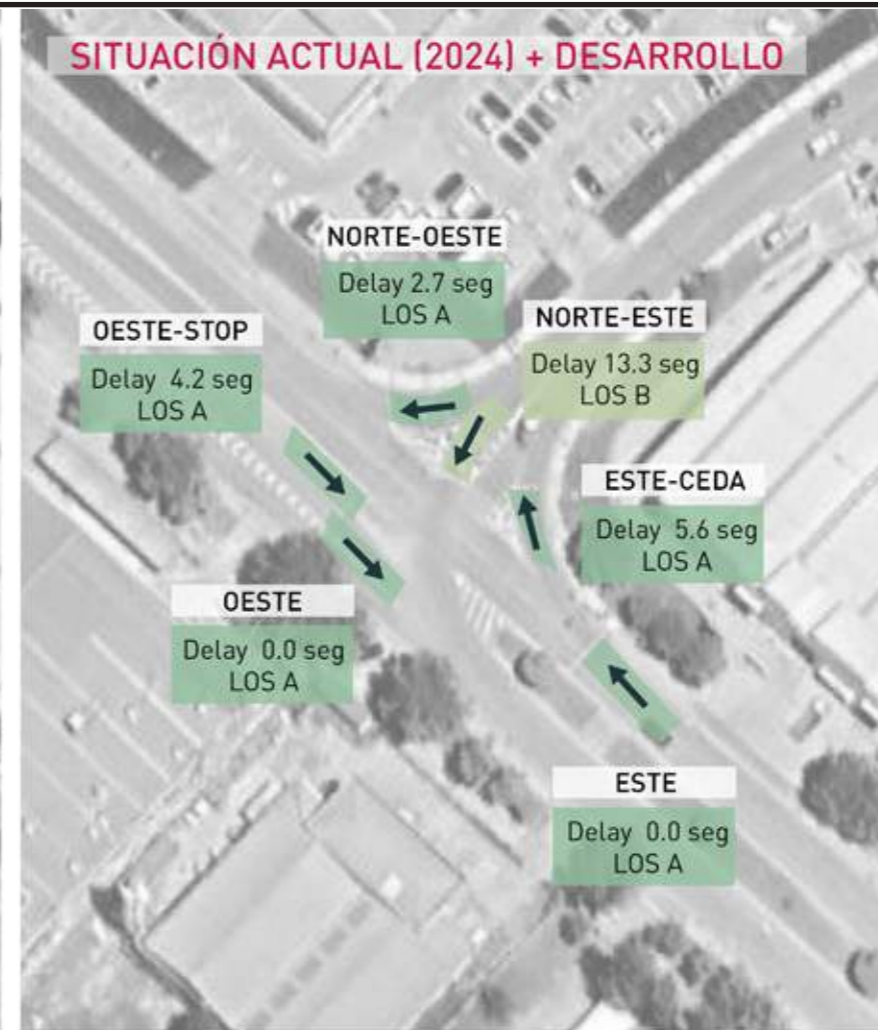 SITUACIÓN ACTUAL (2024) + DESARROLLO
NORTE-OESTE
Delay 2.7 seg
LOS A
OESTE-STOP
Delay 4.2 seg
LOS A
NORTE-ESTE
Delay 13.3 seg
LOS B
ESTE-CEDA
Delay 5.6 seg
LOS A
OESTE
Delay 0.0 seg
LOS A
ESTE
Delay 0.0 seg
LOS A